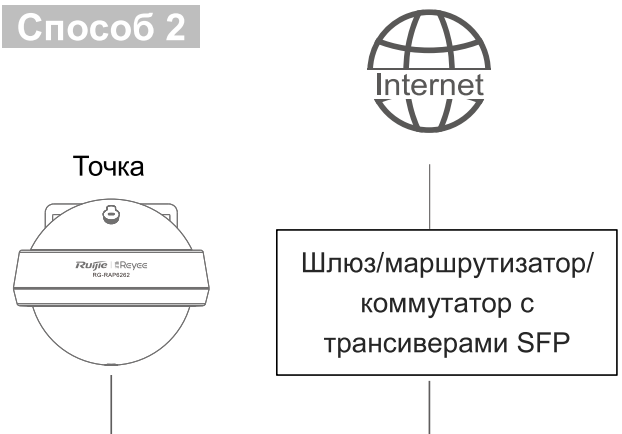 Способ 2
Internet
Точка
Ruijie Reyee
RG-RAP6262
Шлюз/маршрутизатор/
коммутатор с
трансиверами SFP